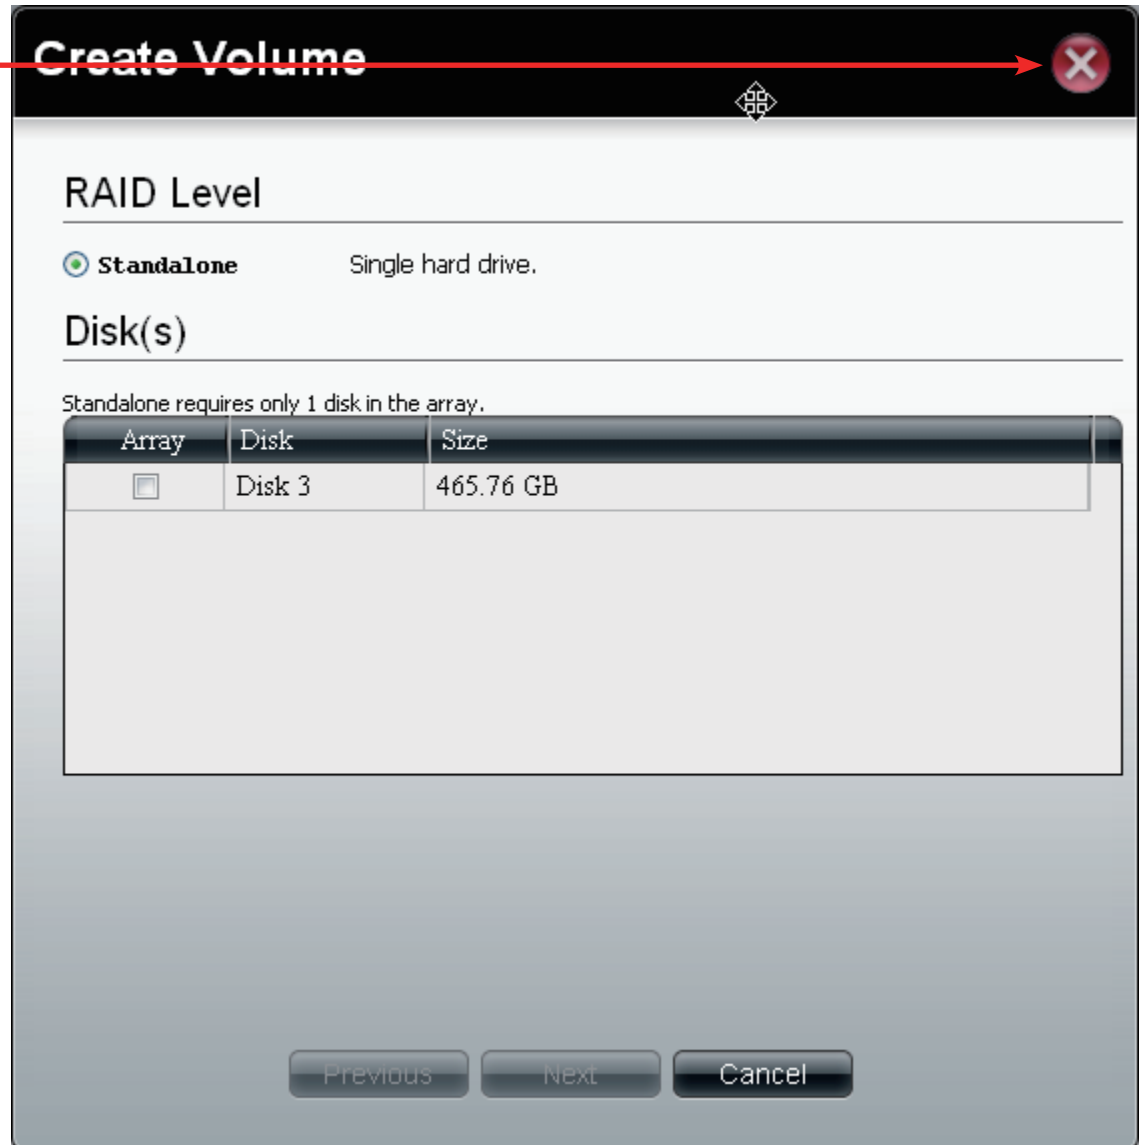 Create Volume
RAID Level
Standalone Single hard drive.
Disk(s)
Standalone requires only 1 disk in the array.
Array Disk Size
Disk 3 465.76 GB
Previous Next Cancel